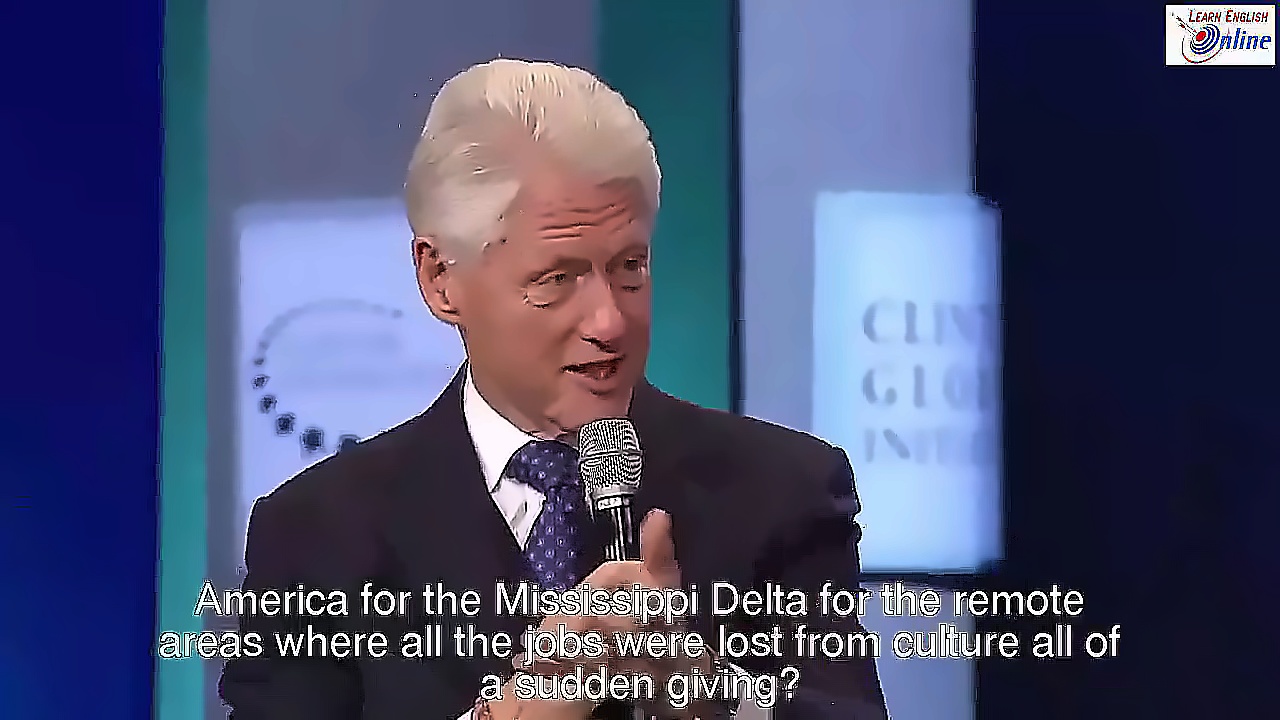 LEARN ENGLISH
Online
America for the Mississippi Delta for the remote
areas where all the jobs were lost from culture all of
a sudden giving?